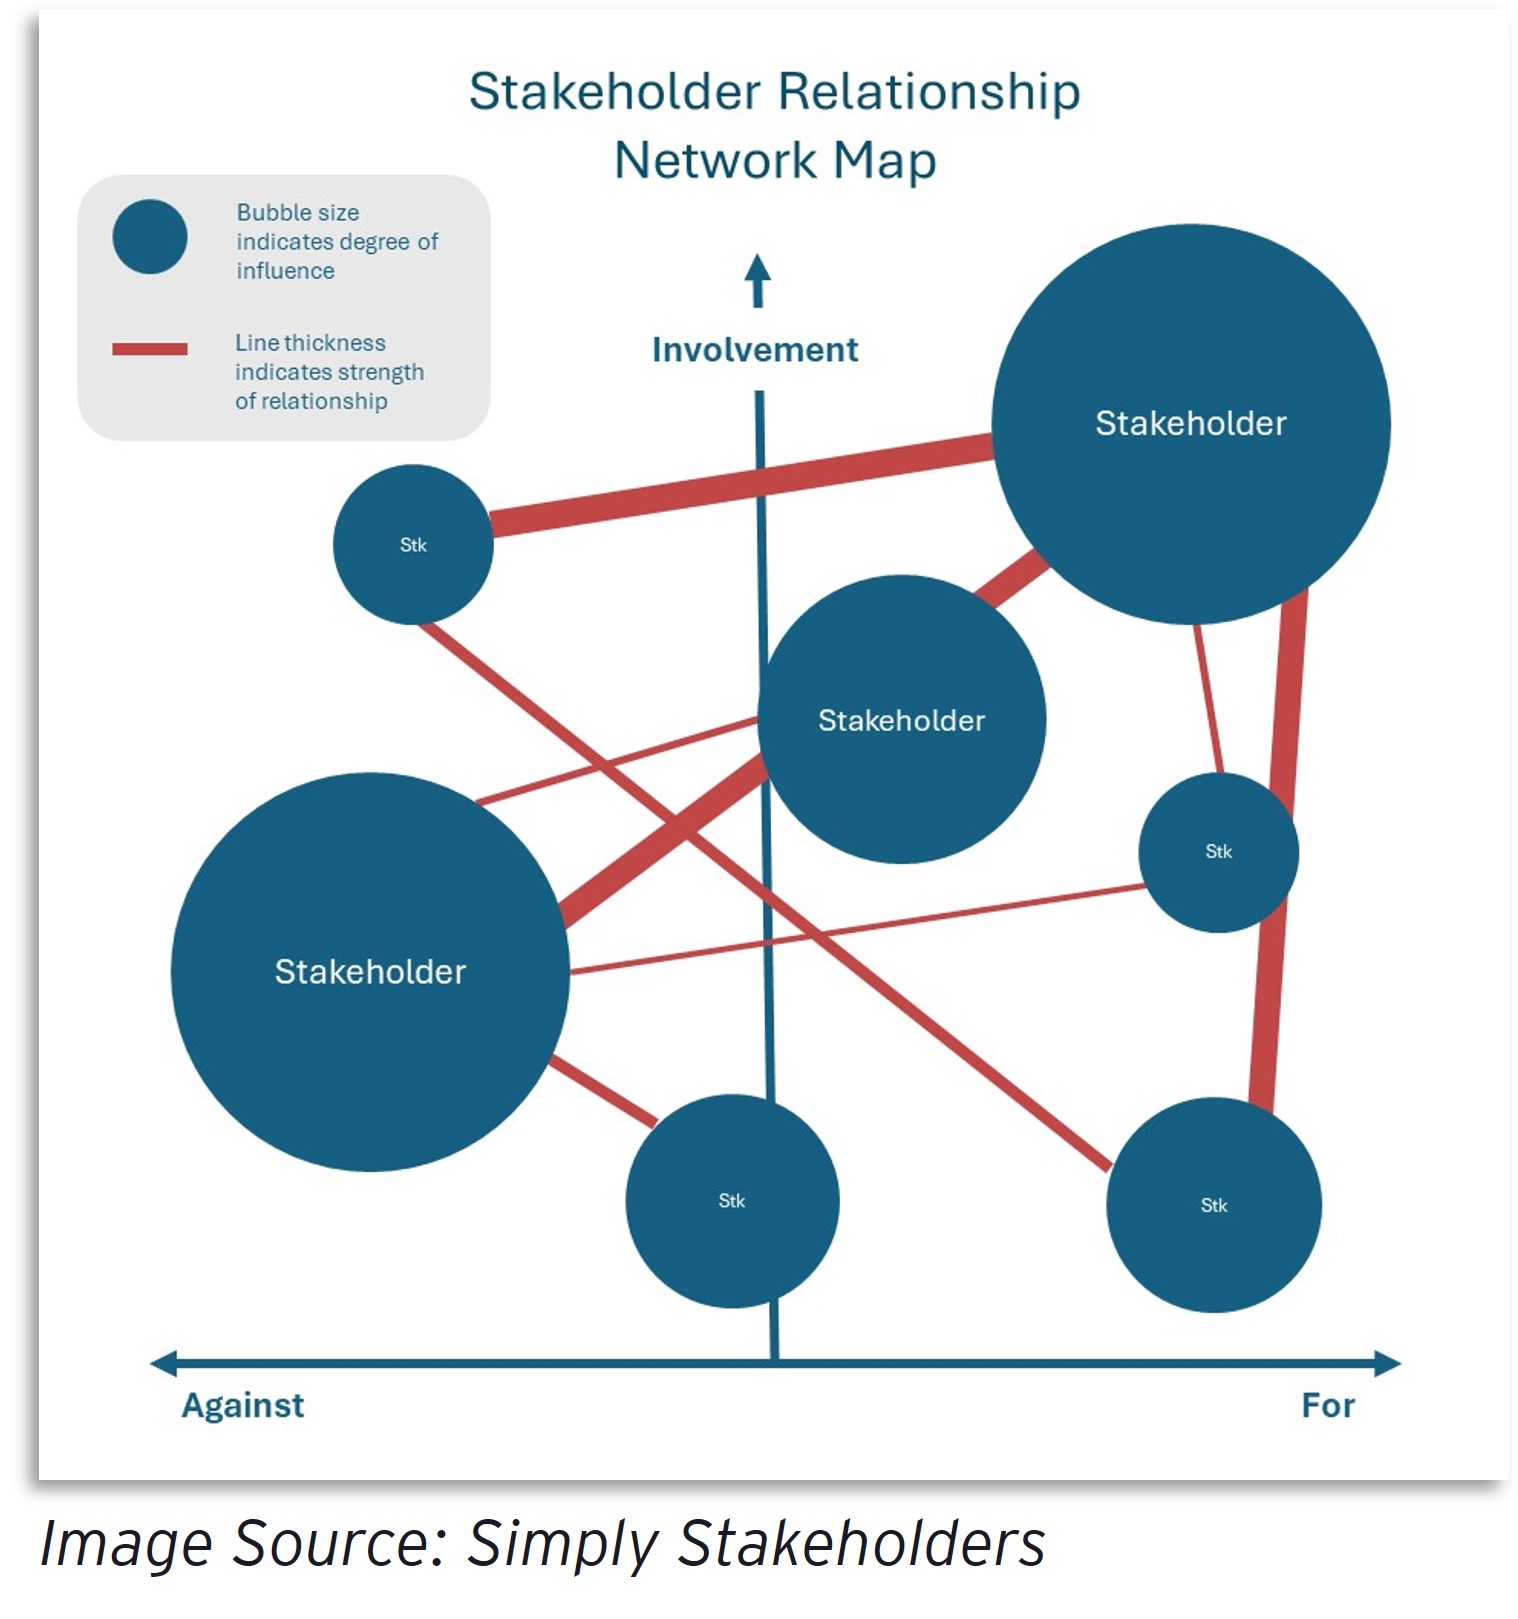 Stakeholder Relationship
Network Map
Bubble size
indicates degree of
influence
Line thickness
indicates strength
of relationship
Involvement
Stakeholder
Stk
Stakeholder
Stk
Stakeholder
Stk
Stk
Against
For
Image Source: Simply Stakeholders